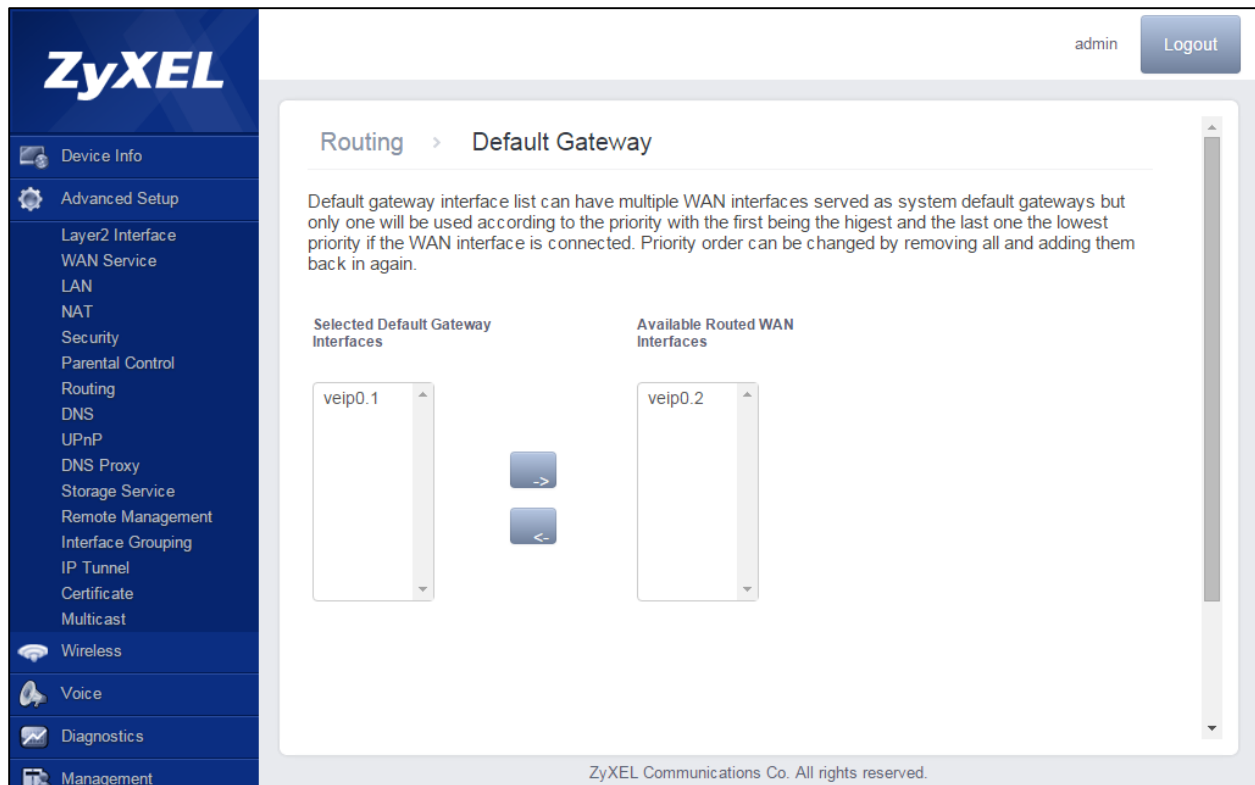 ZyXEL
admin
Logout
Device Info
Advanced Setup
Layer2 Interface
WAN Service
LAN
NAT
Security
Parental Control
Routing
DNS
UPnP
DNS Proxy
Storage Service
Remote Management
Interface Grouping
IP Tunnel
Certificate
Multicast
Wireless
Voice
Diagnostics
Management
Routing > Default Gateway
Default gateway interface list can have multiple WAN interfaces served as system default gateways but
only one will be used according to the priority with the first being the higest and the last one the lowest
priority if the WAN interface is connected. Priority order can be changed by removing all and adding them
back in again.
Selected Default Gateway
Interfaces
veip0.1
->
<-
Available Routed WAN
Interfaces
veip0.2
ZyXEL Communications Co. All rights reserved.